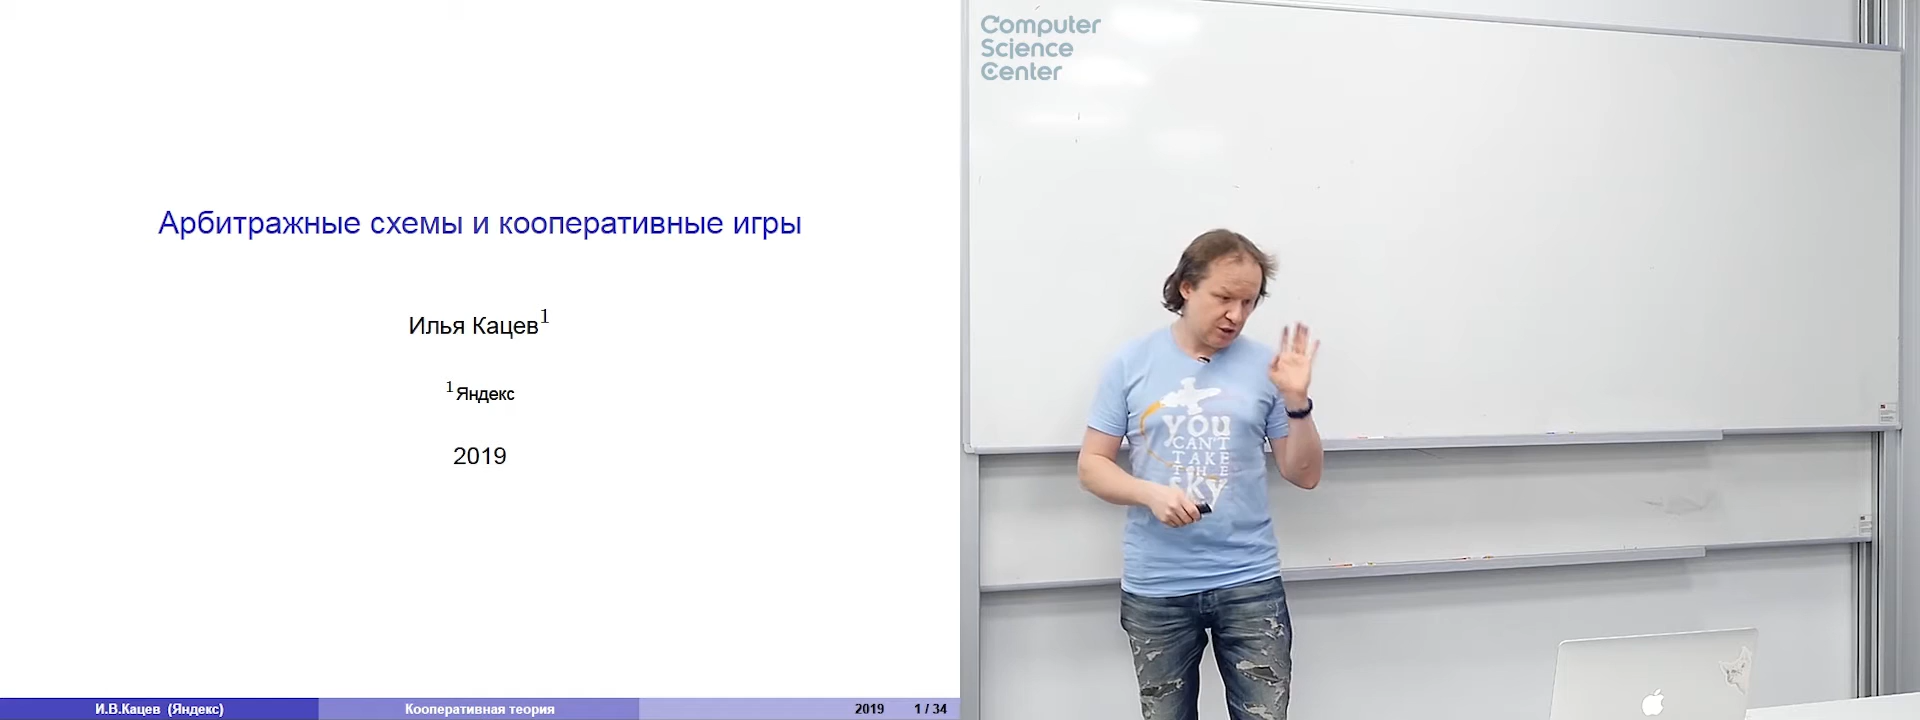 Арбитражные схемы и кооперативные игры
Илья Кацев¹
¹Яндекс
2019
И.В.Кацев (Яндекс)
Кооперативная теория
2019
1 / 34
Computer
Science
Center
you
CAN'T
TAKE
THE
sky